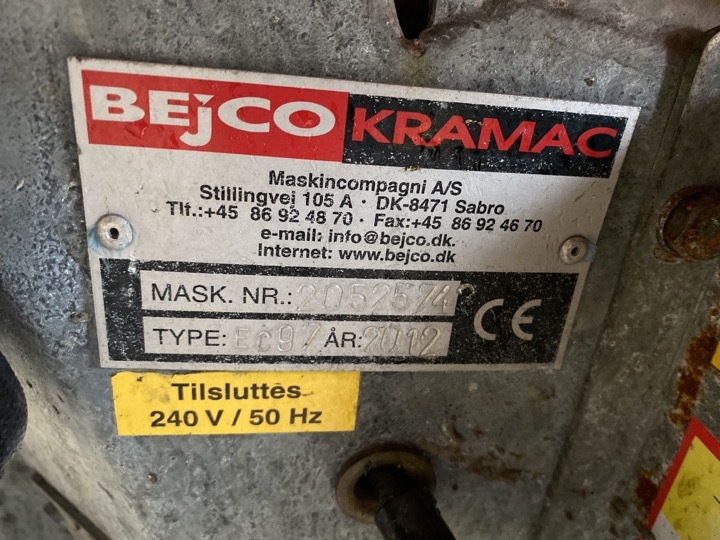 BEJCO KRAMAC
Maskincompagni A/S
Stillingvej 105 A · DK-8471 Sabro
Tlf.:+45 86 92 48 70 · Fax:+45 86 92 46 70
e-mail: info@bejco.dk.
Internet: www.bejco.dk
MASK. NR.:
TYPE: EC97 ÅR: 2012
CE
Tilsluttes
240 V / 50 Hz